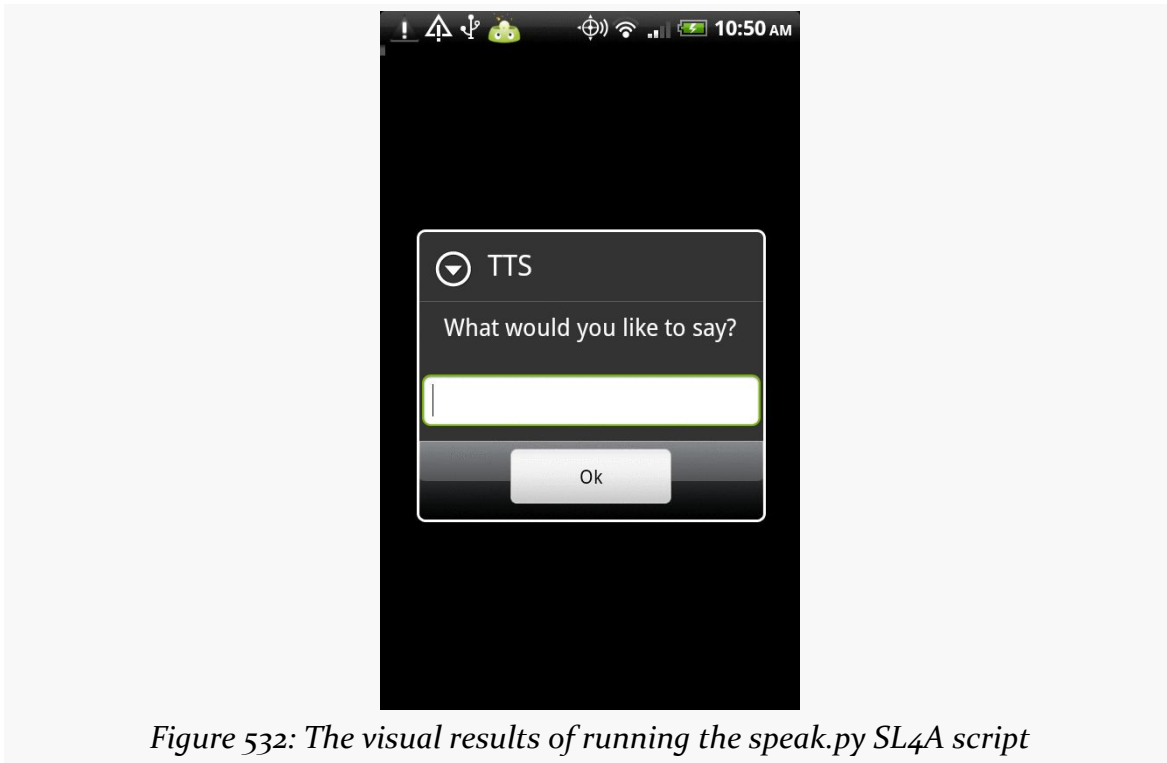 10:50 AM
TTS
What would you like to say?
Ok
Figure 532: The visual results of running the speak.py SL4A script